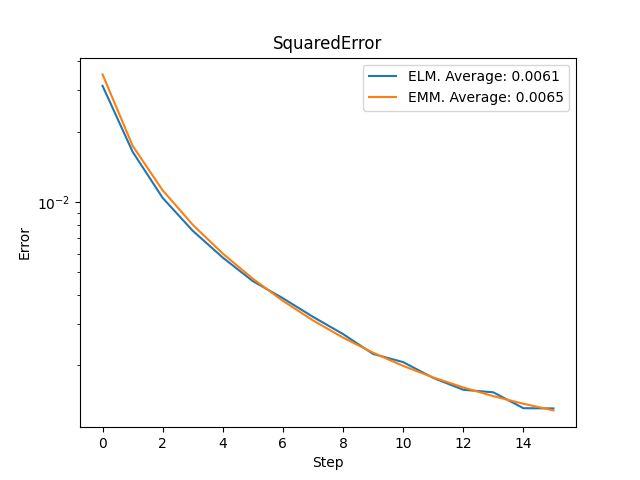 SquaredError
ELM. Average: 0.0061
EMM. Average: 0.0065
10⁻²
Error
0 2 4 6 8 10 12 14
Step